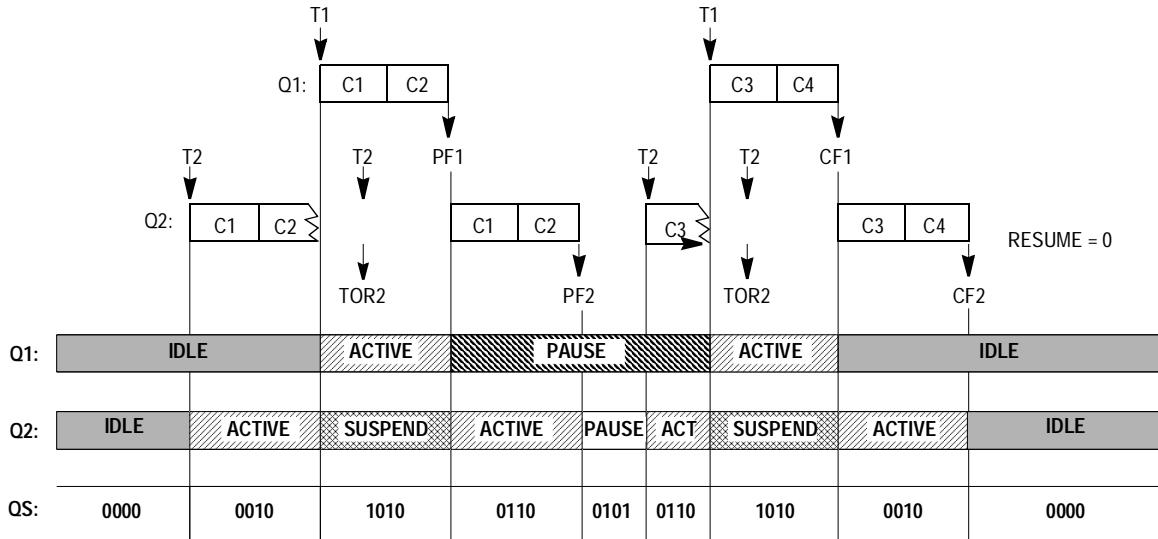 T1 T1
Q1: C1 C2 C3 C4
T2 T2 PF1 T2 T2 CF1
Q2: C1 C2 C1 C2 C3 C3 C4
RESUME = 0
TOR2 PF2 TOR2 CF2
Q1: IDLE ACTIVE PAUSE ACTIVE IDLE
Q2: IDLE ACTIVE SUSPEND ACTIVE PAUSE ACT SUSPEND ACTIVE IDLE
QS: 0000 0010 1010 0110 0101 0110 1010 0010 0000